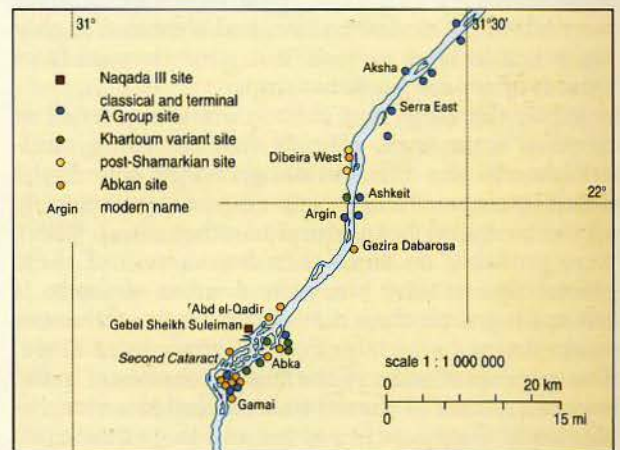 31°
31°30'
Naqada III site
classical and terminal
A Group site
Khartoum variant site
post-Shamarkian site
Abkan site
Argin modern name
Aksha
Serra East
Dibeira West
Ashkeit
22°
Argin
Gezira Dabarosa
'Abd el-Qadir
Gebel Sheikh Suleiman
Second Cataract
Abka
Gamai
scale 1 : 1 000 000
0 20 km
0 15 mi